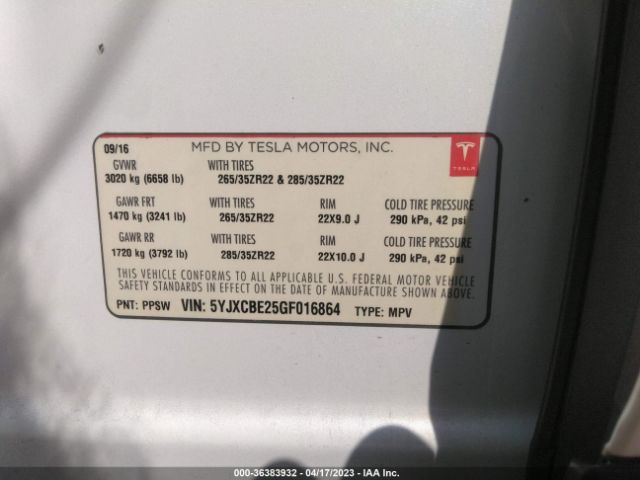 09/16 MFD BY TESLA MOTORS, INC.
GVWR WITH TIRES
3020 kg (6658 lb) 265/35ZR22 & 285/35ZR22
TESLA
GAWR FRT WITH TIRES RIM COLD TIRE PRESSURE
1470 kg (3241 lb) 265/35ZR22 22X9.0 J 290 kPa, 42 psi
GAWR RR WITH TIRES RIM COLD TIRE PRESSURE
1720 kg (3792 lb) 285/35ZR22 22X10.0 J 290 kPa, 42 psi
THIS VEHICLE CONFORMS TO ALL APPLICABLE U.S. FEDERAL MOTOR VEHICLE
SAFETY STANDARDS IN EFFECT ON THE DATE OF MANUFACTURE SHOWN ABOVE.
PNT: PPSW VIN: 5YJXCBE25GF016864 TYPE: MPV
000-36383932 - 04/17/2023 - IAA Inc.